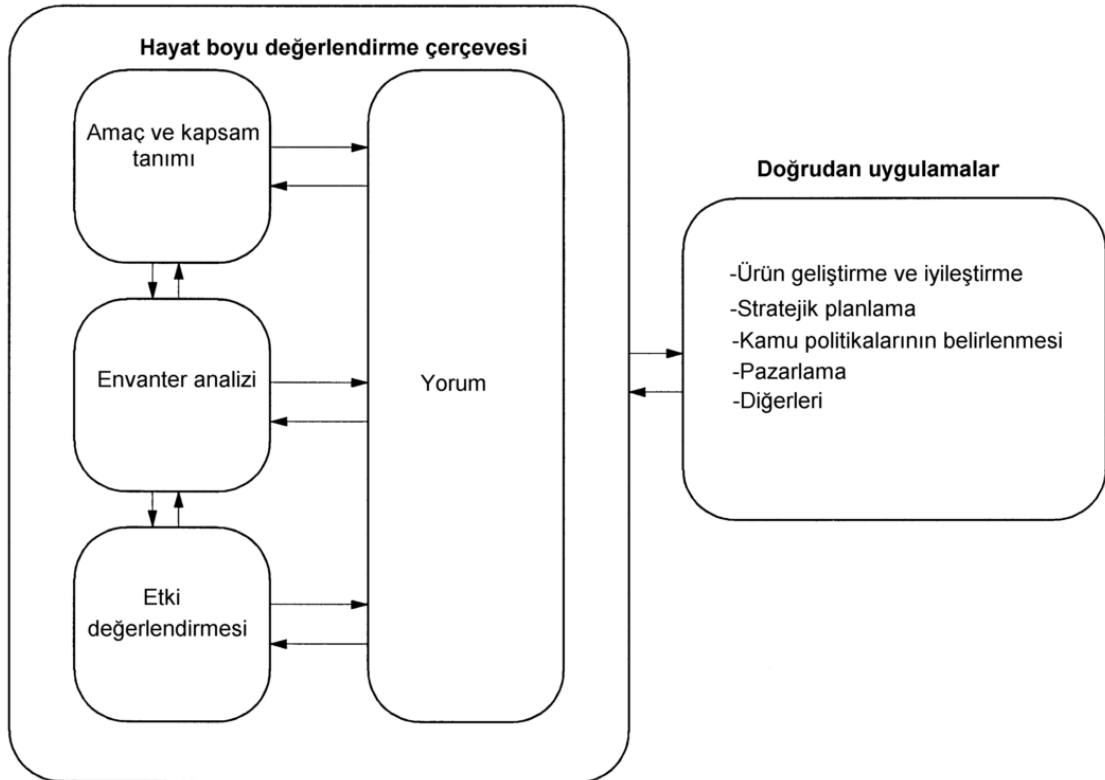 Hayat boyu değerlendirme çerçevesi
Amaç ve kapsam
tanımı
Envanter analizi
Etki
değerlendirmesi
Yorum
Doğrudan uygulamalar
-Ürün geliştirme ve iyileştirme
-Stratejik planlama
-Kamu politikalarının belirlenmesi
-Pazarlama
-Diğerleri